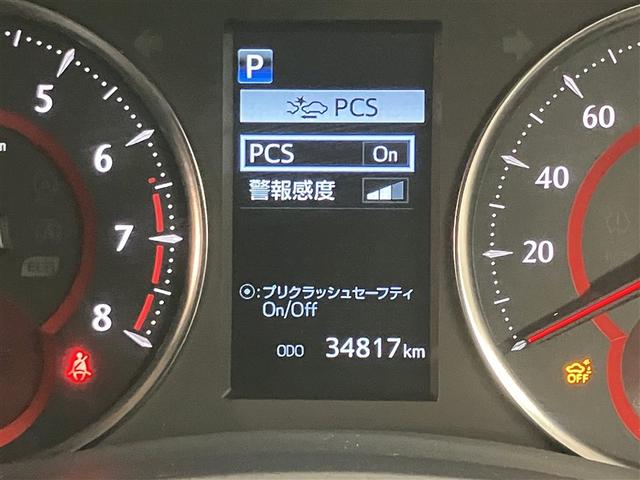 P
PCS
PCS On
警報感度
:プリクラッシュセーフティ
On/Off
ODO 34817km
5
6
7
8
60
40
20
OFF